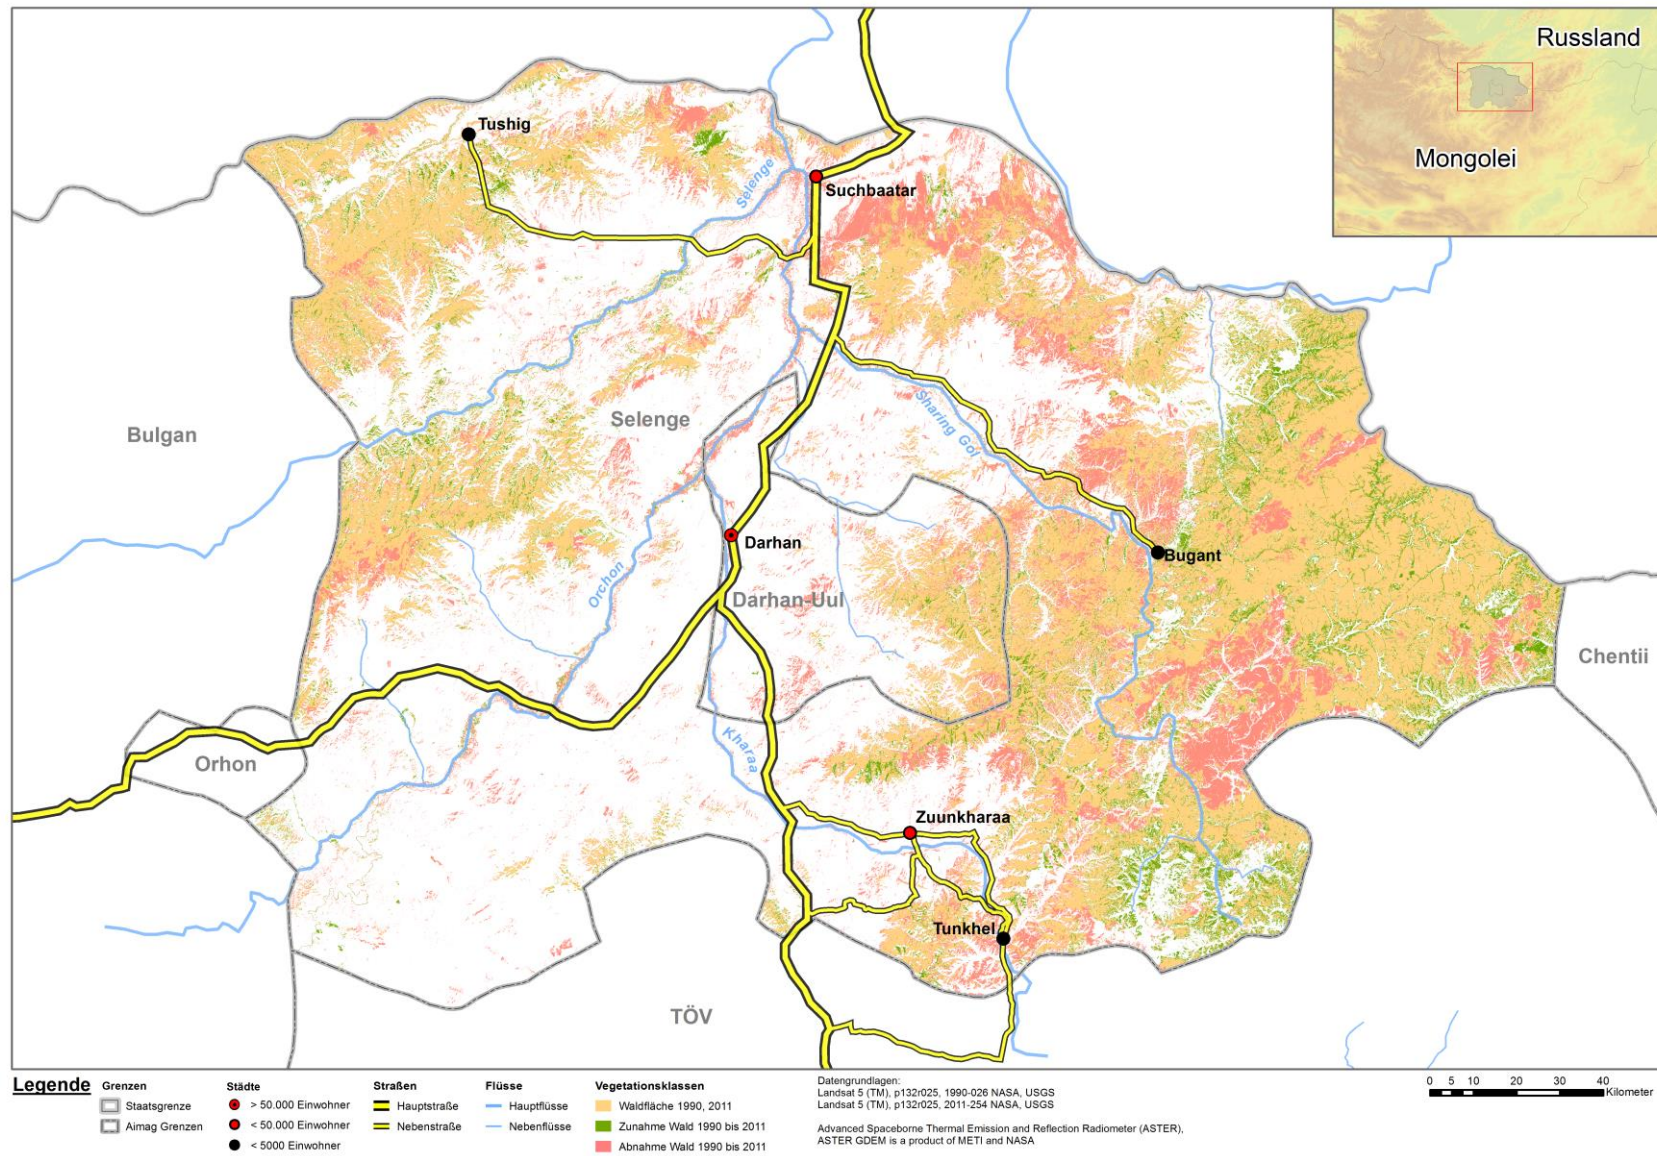 Russland
Mongolei
Tushig
Selenge
Suchbaatar
Bulgan
Selenge
Sharing Gol
Darhan
Bugant
Orchon
Darhan-Uul
Chentii
Kharaa
Orhon
Zuunkharaa
Tunkhel
TÖV
Legende
Grenzen
Staatsgrenze
Aimag Grenzen
Städte
> 50.000 Einwohner
< 50.000 Einwohner
< 5000 Einwohner
Straßen
Hauptstraße
Nebenstraße
Flüsse
Hauptflüsse
Nebenflüsse
Vegetationsklassen
Waldfläche 1990, 2011
Zunahme Wald 1990 bis 2011
Abnahme Wald 1990 bis 2011
Datengrundlagen:
Landsat 5 (TM), p132r025, 1990-026 NASA, USGS
Landsat 5 (TM), p132r025, 2011-254 NASA, USGS
Advanced Spaceborne Thermal Emission and Reflection Radiometer (ASTER),
ASTER GDEM is a product of METI and NASA
0 5 10 20 30 40
Kilometer